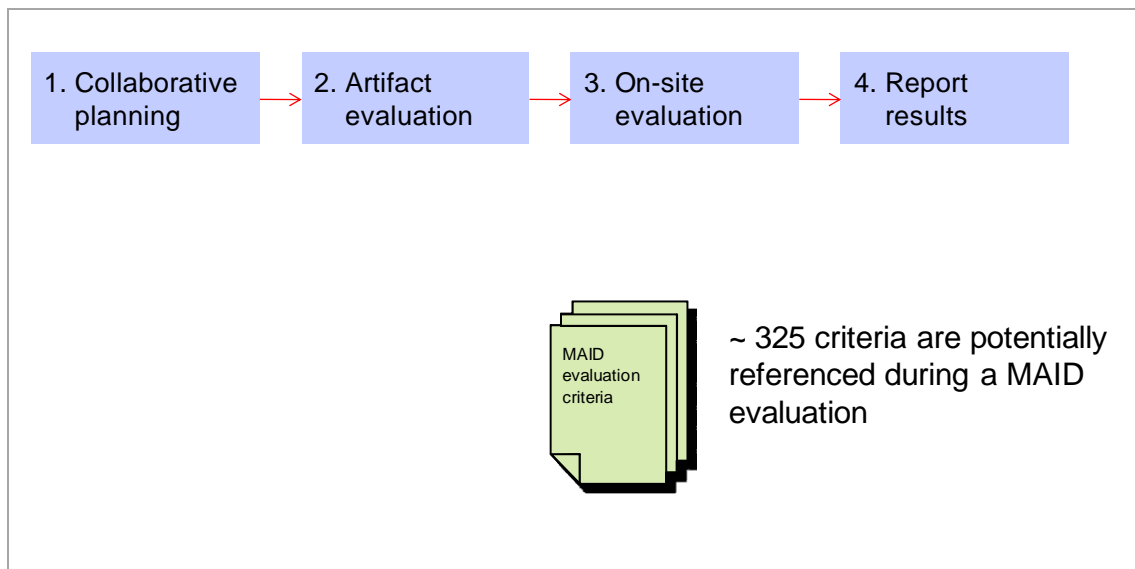 1. Collaborative
planning
2. Artifact
evaluation
3. On-site
evaluation
4. Report
results
MAID
evaluation
criteria
~ 325 criteria are potentially
referenced during a MAID
evaluation